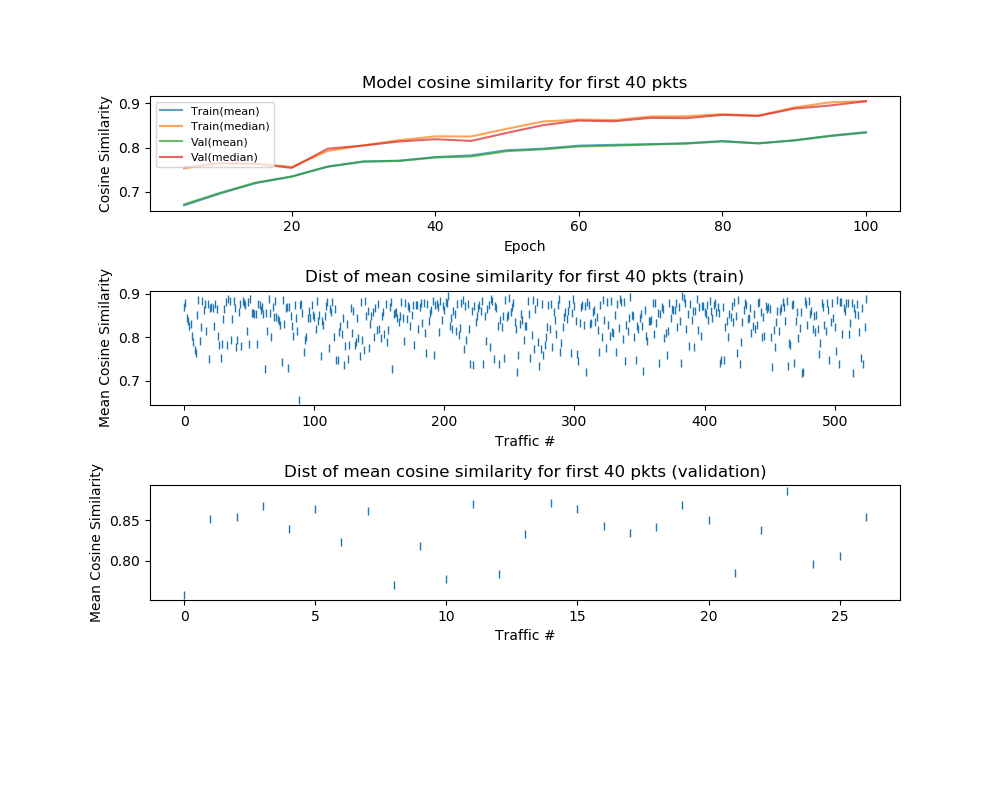 Model cosine similarity for first 40 pkts
Cosine Similarity
0.9
0.8
0.7
Train(mean)
Train(median)
Val(mean)
Val(median)
20 40 60 80 100
Epoch
Dist of mean cosine similarity for first 40 pkts (train)
Mean Cosine Similarity
0.9
0.8
0.7
0 100 200 300 400 500
Traffic #
Dist of mean cosine similarity for first 40 pkts (validation)
Mean Cosine Similarity
0.85
0.80
0 5 10 15 20 25
Traffic #